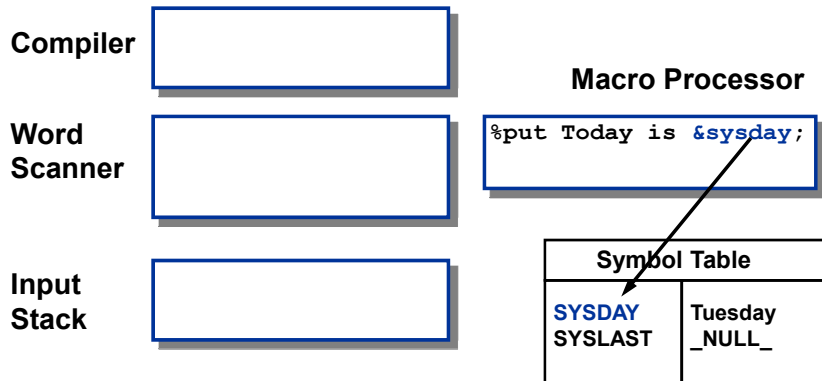 Compiler
Macro Processor
Word
Scanner
%put Today is &sysday;
Symbol Table
Input
Stack
SYSDAY Tuesday
SYSLAST _NULL_